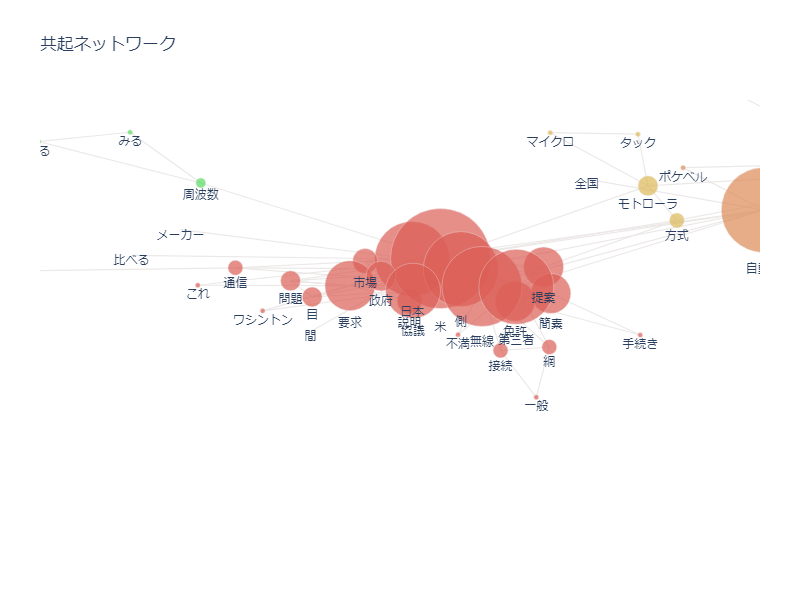 共起ネットワーク
みる
る
マイクロ
タック
周波数
ポケベル
全国
モトローラ
メーカー
方式
比べる
自動
通信
市場
これ
問題
政府
提案
目
日本
ワシントン
要求
説明
協議
米
側
免許
簡素
間
不満
無線
第三者
手続き
接続
網
一般